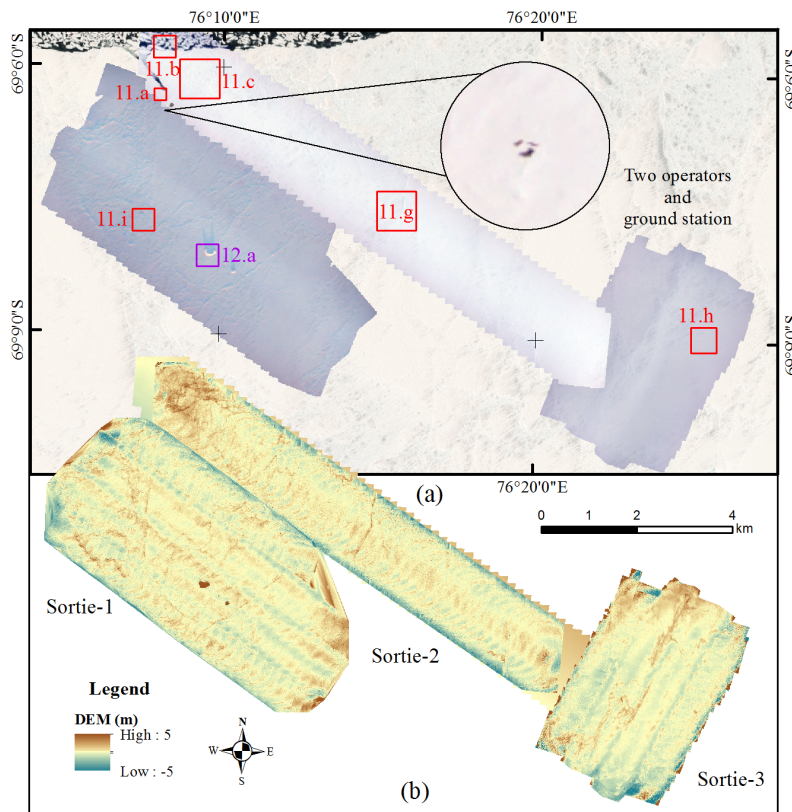 76°10'0"E
76°20'0"E
69°6'0"S
69°6'0"S
11.b
11.c
11.a
Two operators
and
ground station
11.g
11.i
12.a
11.h
69°9'0"S
69°8'0"S
(a)
76°20'0"E
0 1 2 4
km
Sortie-1
Sortie-2
Legend
DEM (m)
High : 5
Low : -5
N
W E
S
Sortie-3
(b)